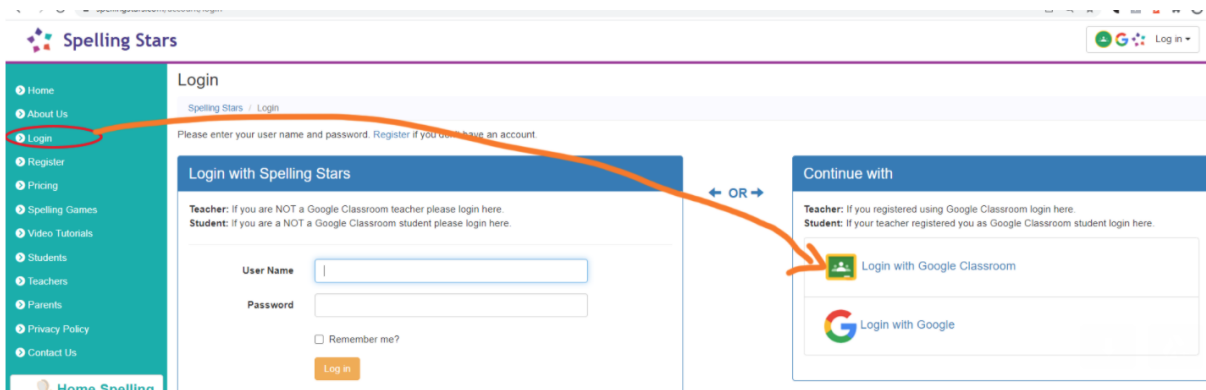 Spelling Stars
Log in
Home
About Us
Login
Register
Pricing
Spelling Games
Video Tutorials
Students
Teachers
Parents
Privacy Policy
Contact Us
Home Spelling
Login
Spelling Stars / Login
Please enter your user name and password. Register if you don't have an account.
Login with Spelling Stars
Teacher: If you are NOT a Google Classroom teacher please login here.
Student: If you are a NOT a Google Classroom student please login here.
User Name
Password
Remember me?
Log in
OR
Continue with
Teacher: If you registered using Google Classroom login here.
Student: If your teacher registered you as Google Classroom student login here.
Login with Google Classroom
Login with Google